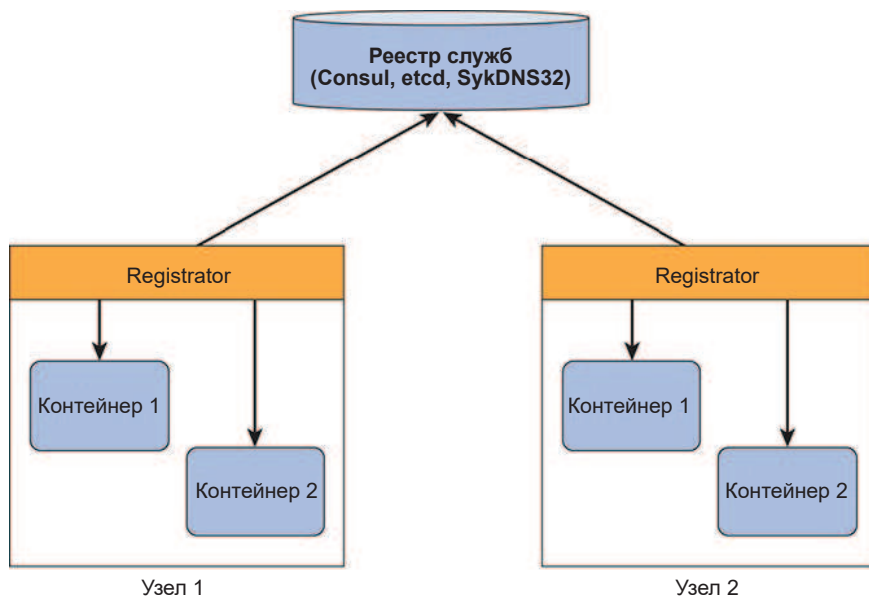 Реестр служб
(Consul, etcd, SykDNS32)
Registrator
Registrator
Контейнер 1
Контейнер 1
Контейнер 2
Контейнер 2
Узел 1
Узел 2